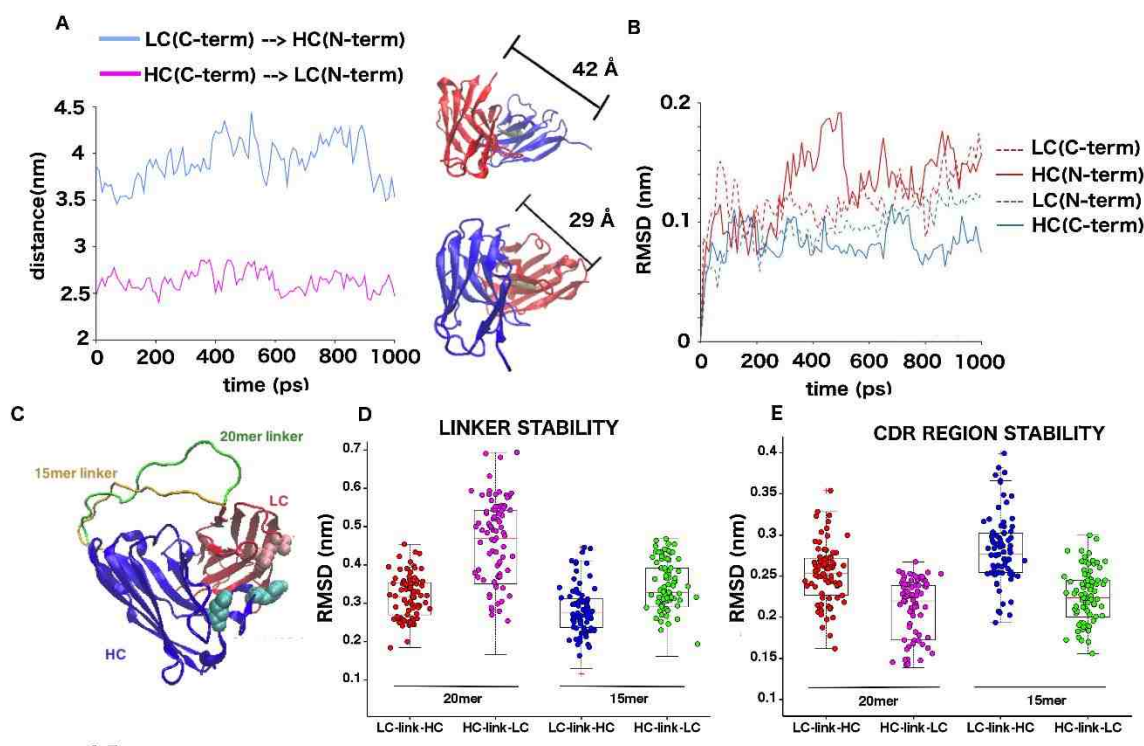 A
LC(C-term) --> HC(N-term)
HC(C-term) --> LC(N-term)
4.5
4
3.5
3
2.5
2
distance(nm)
0 200 400 600 800 1000
time (ps)
42 Å
29 Å
B
0.2
0.1
0
RMSD (nm)
0 200 400 600 800 1000
time (ps)
LC(C-term)
HC(N-term)
LC(N-term)
HC(C-term)
C
20mer linker
15mer linker
LC
HC
D
LINKER STABILITY
0.7
0.6
0.5
0.4
0.3
0.2
0.1
RMSD (nm)
20mer 15mer
LC-link-HC HC-link-LC LC-link-HC HC-link-LC
E
CDR REGION STABILITY
0.4
0.35
0.3
0.25
0.2
0.15
0.1
RMSD (nm)
20mer 15mer
LC-link-HC HC-link-LC LC-link-HC HC-link-LC